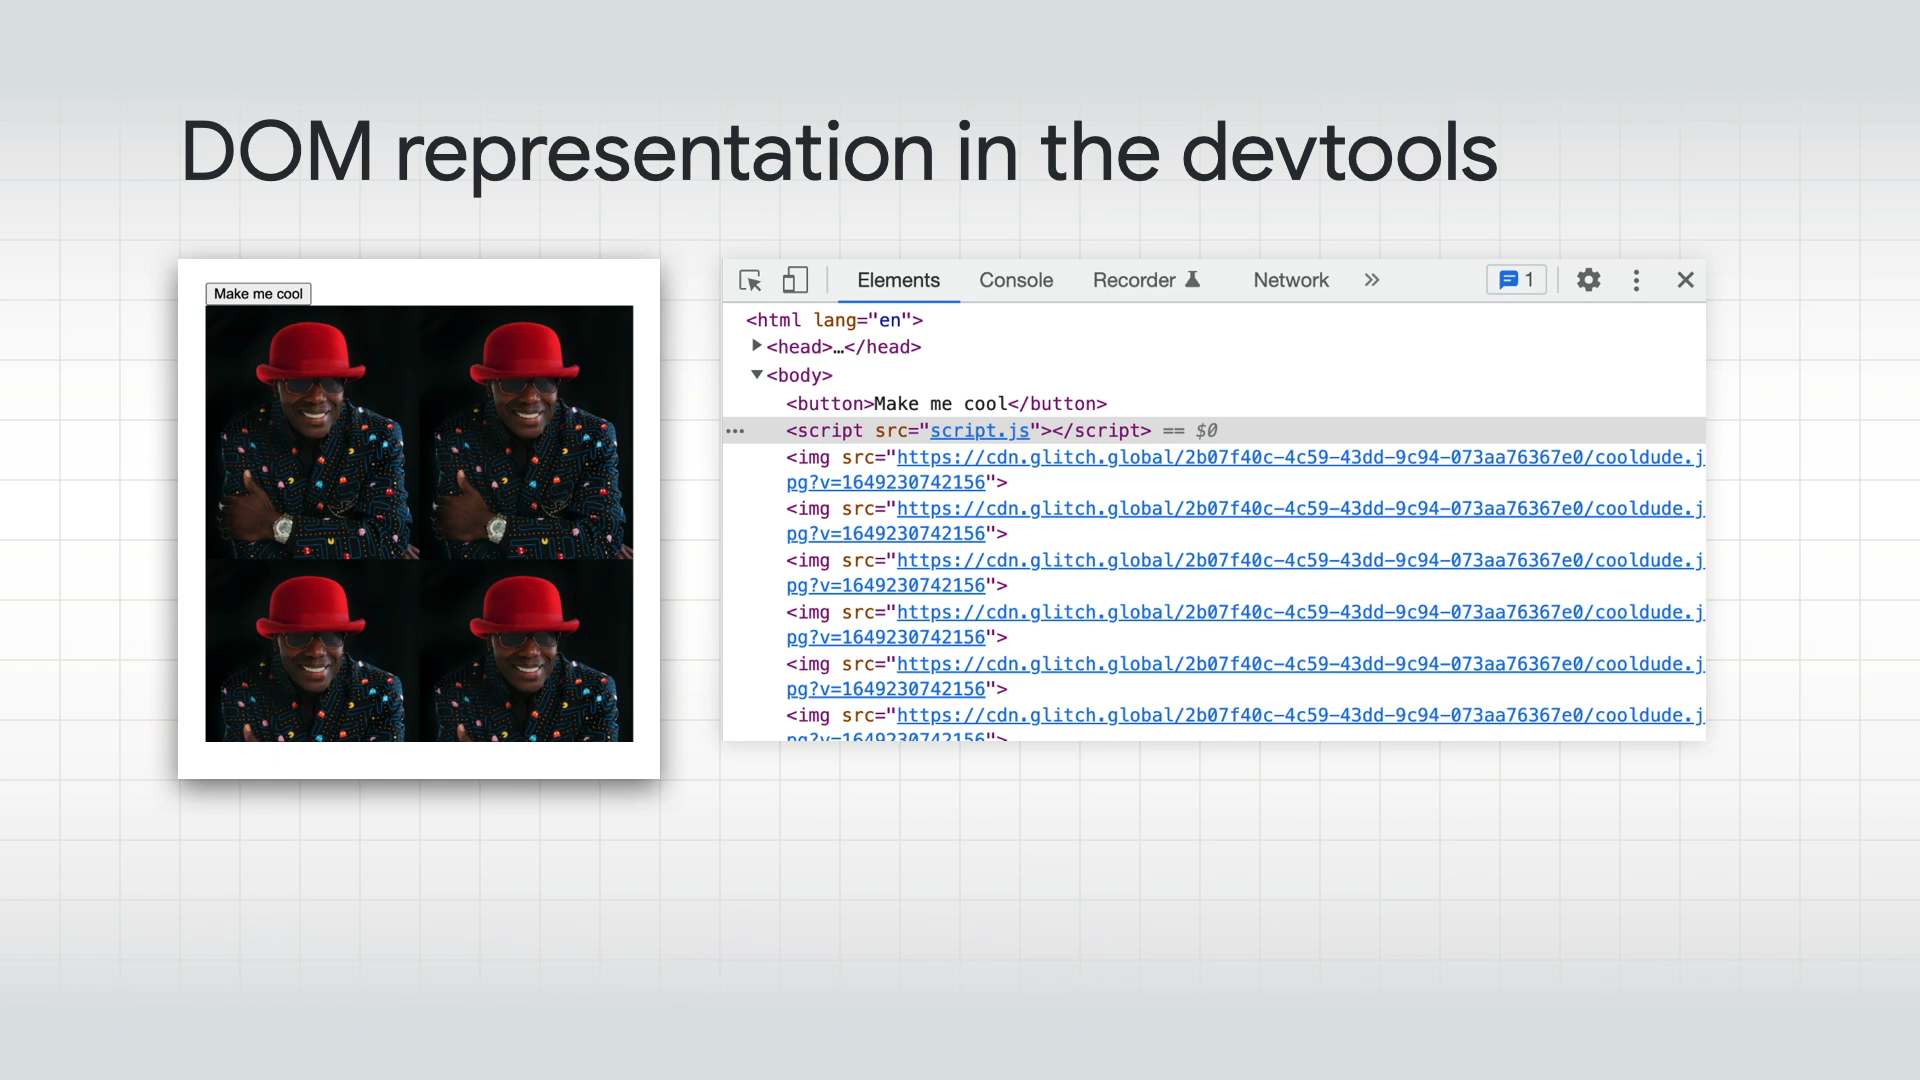 DOM representation in the devtools
Make me cool
Elements Console Recorder Network » 1
<html lang="en">
<head>…</head>
<body>
<button>Make me cool</button>
<script src="script.js"></script> == $0
<img src="https://cdn.glitch.global/2b07f40c-4c59-43dd-9c94-073aa76367e0/cooldude.j
pg?v=1649230742156">
<img src="https://cdn.glitch.global/2b07f40c-4c59-43dd-9c94-073aa76367e0/cooldude.j
pg?v=1649230742156">
<img src="https://cdn.glitch.global/2b07f40c-4c59-43dd-9c94-073aa76367e0/cooldude.j
pg?v=1649230742156">
<img src="https://cdn.glitch.global/2b07f40c-4c59-43dd-9c94-073aa76367e0/cooldude.j
pg?v=1649230742156">
<img src="https://cdn.glitch.global/2b07f40c-4c59-43dd-9c94-073aa76367e0/cooldude.j
pg?v=1649230742156">
<img src="https://cdn.glitch.global/2b07f40c-4c59-43dd-9c94-073aa76367e0/cooldude.j
pg?v=1649230742156">